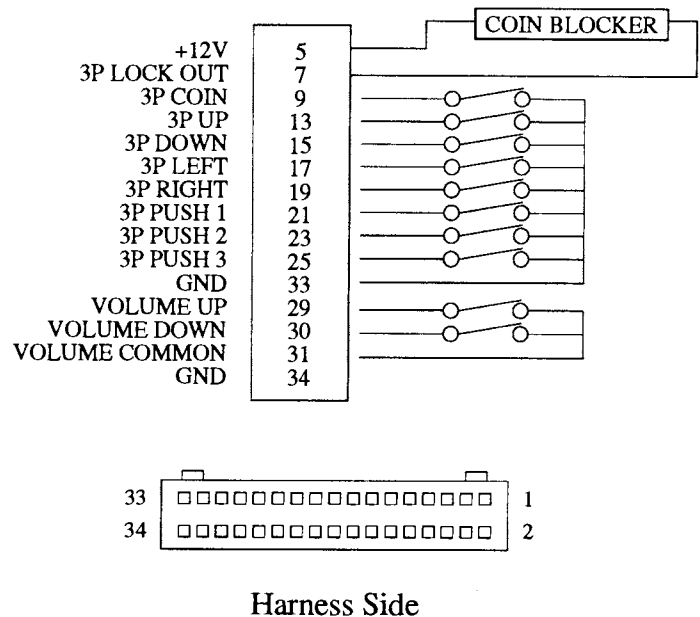 COIN BLOCKER
+12V 5
3P LOCK OUT 7
3P COIN 9
3P UP 13
3P DOWN 15
3P LEFT 17
3P RIGHT 19
3P PUSH 1 21
3P PUSH 2 23
3P PUSH 3 25
GND 33
VOLUME UP 29
VOLUME DOWN 30
VOLUME COMMON 31
GND 34
33 1
34 2
Harness Side